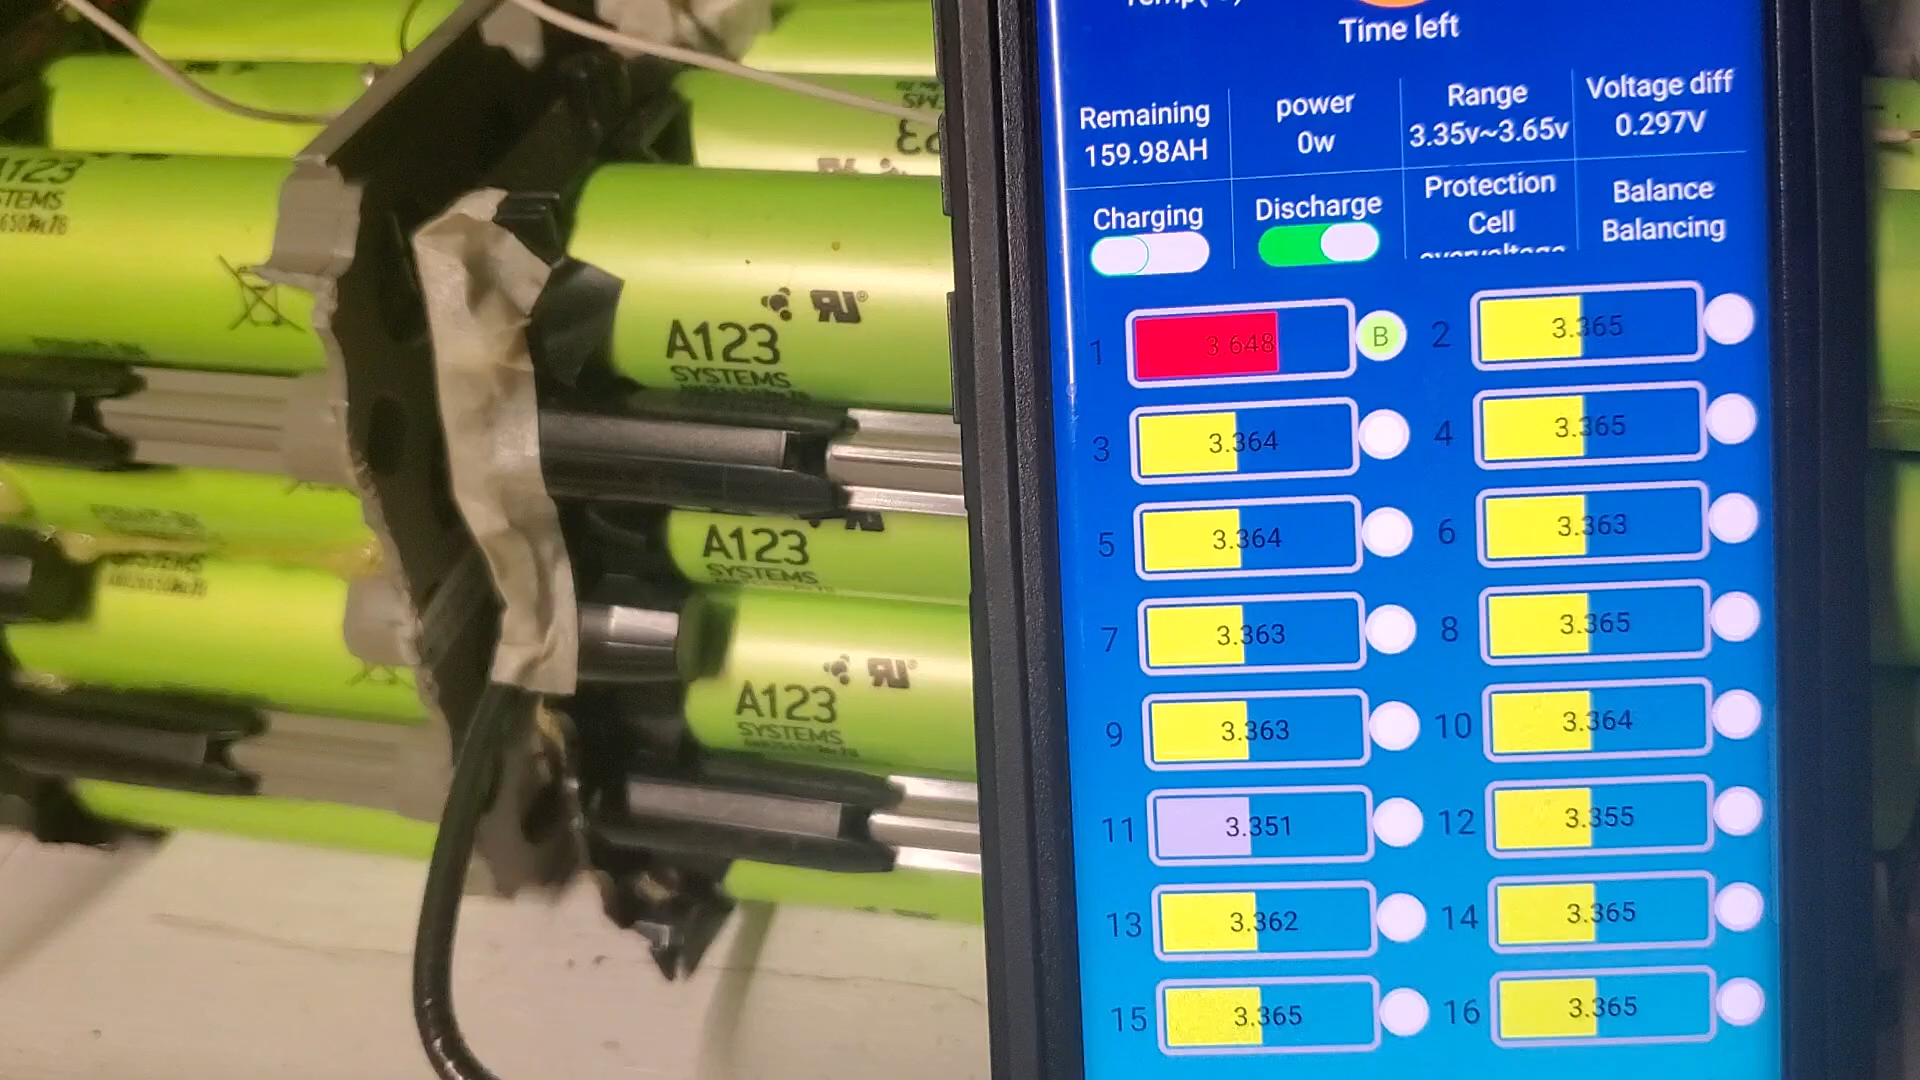 Time left
Remaining
159.98AH
power
0w
Range
3.35v~3.65v
Voltage diff
0.297V
Charging
Discharge
Protection
Cell
Balance
Balancing
1 3.648 B
2 3.365
3 3.364
4 3.365
5 3.364
6 3.363
7 3.363
8 3.365
9 3.363
10 3.364
11 3.351
12 3.355
13 3.362
14 3.365
15 3.365
16 3.365
A123
SYSTEMS
A123
SYSTEMS
A123
SYSTEMS
A123